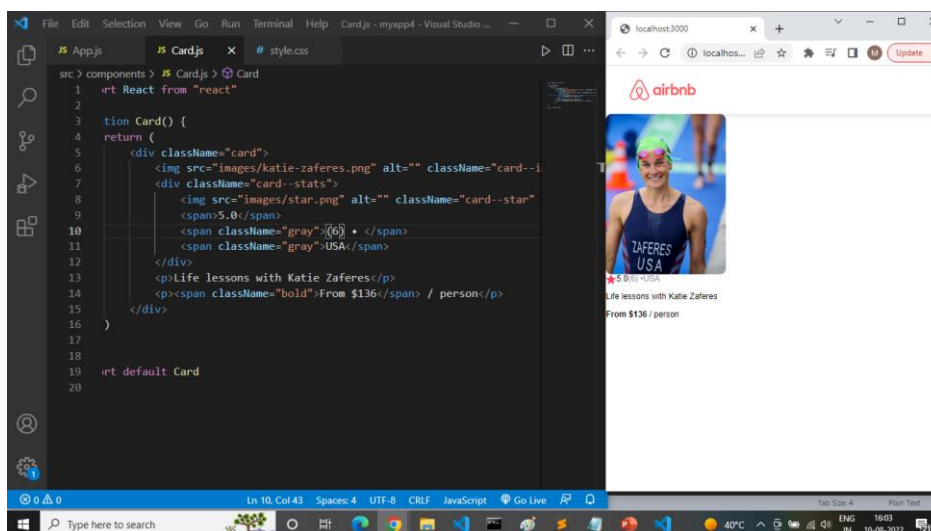 File Edit Selection View Go Run Terminal Help Card.js - myapp4 - Visual Studio ...
JS App.js JS Card.js # style.css
src > components > JS Card.js > Card
1 rt React from "react"
2
3 tion Card() {
4 return (
5 <div className="card">
6 <img src="images/katie-zaferes.png" alt="" className="card--i
7 <div className="card--stats">
8 <img src="images/star.png" alt="" className="card--star"
9 <span>5.0</span>
10 <span className="gray">(6) • </span>
11 <span className="gray">USA</span>
12 </div>
13 <p>Life lessons with Katie Zaferes</p>
14 <p><span className="bold">From $136</span> / person</p>
15 </div>
16 )
17
18
19 rt default Card
20
1
0 0 Ln 10, Col 43 Spaces: 4 UTF-8 CRLF JavaScript Go Live
localhost:3000
localhos... M Update
airbnb
ZAFERES
USA
5.0(6) •USA
Life lessons with Katie Zaferes
From $136 / person
Tab Size: 4 Plain Text
Type here to search
40°C ENG 16:03
IN 10-08-2022